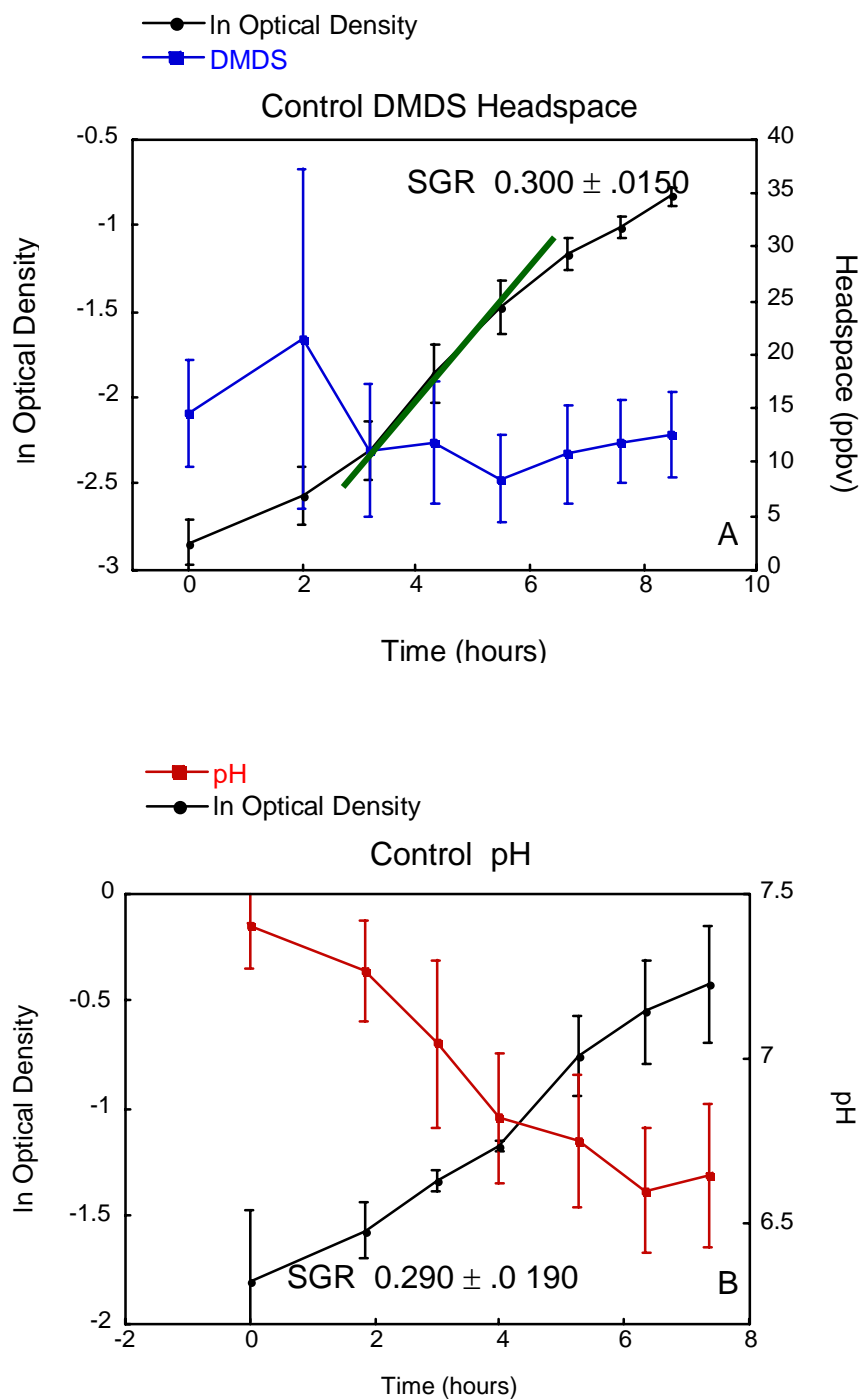 ln Optical Density
DMDS
Control DMDS Headspace
SGR 0.300 ± .0150
-0.5
-1
-1.5
-2
-2.5
-3
40
35
30
25
20
15
10
5
0
0 2 4 6 8 10
ln Optical Density
Headspace (ppbv)
A
Time (hours)
pH
ln Optical Density
Control pH
0
-0.5
-1
-1.5
-2
7.5
7
6.5
SGR 0.290 ± .0 190
B
-2 0 2 4 6 8
ln Optical Density
pH
Time (hours)